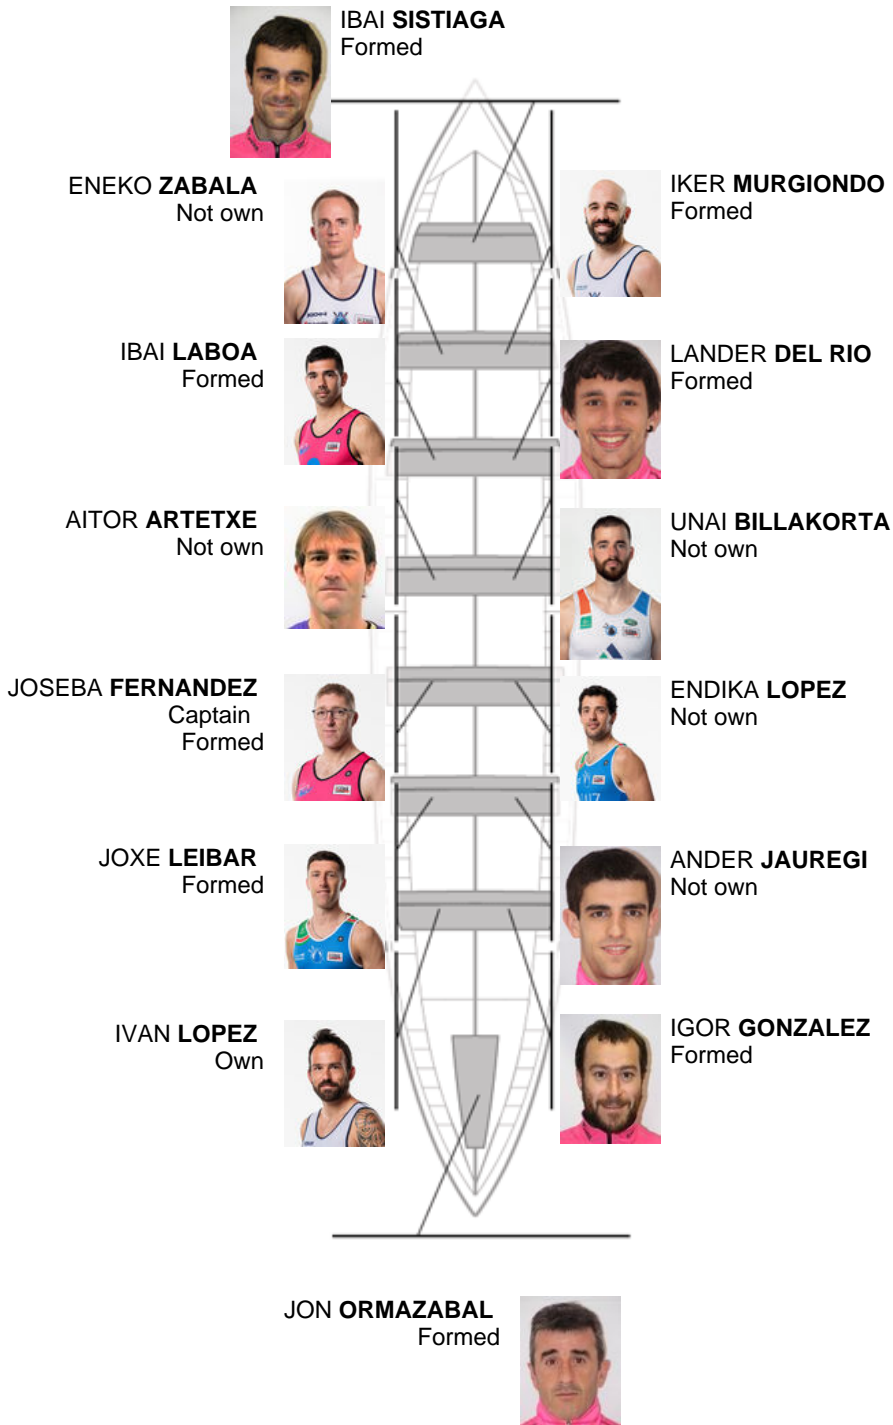 IBAI SISTIAGA
Formed
ENEKO ZABALA
Not own
IKER MURGIONDO
Formed
IBAI LABOA
Formed
LANDER DEL RIO
Formed
AITOR ARTETXE
Not own
UNAI BILLAKORTA
Not own
JOSEBA FERNANDEZ
Captain
Formed
ENDIKA LOPEZ
Not own
JOXE LEIBAR
Formed
ANDER JAUREGI
Not own
IVAN LOPEZ
Own
IGOR GONZALEZ
Formed
JON ORMAZABAL
Formed